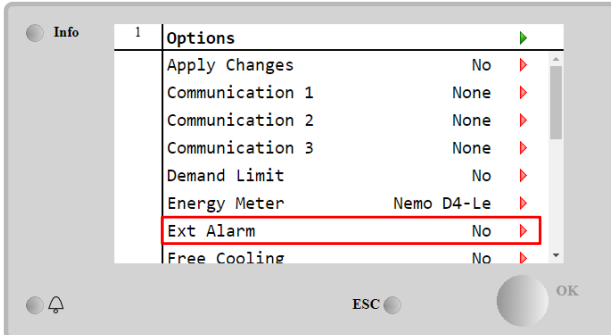 Info
1 Options
Apply Changes No
Communication 1 None
Communication 2 None
Communication 3 None
Demand Limit No
Energy Meter Nemo D4-Le
Ext Alarm No
Free Cooling No
ESC OK